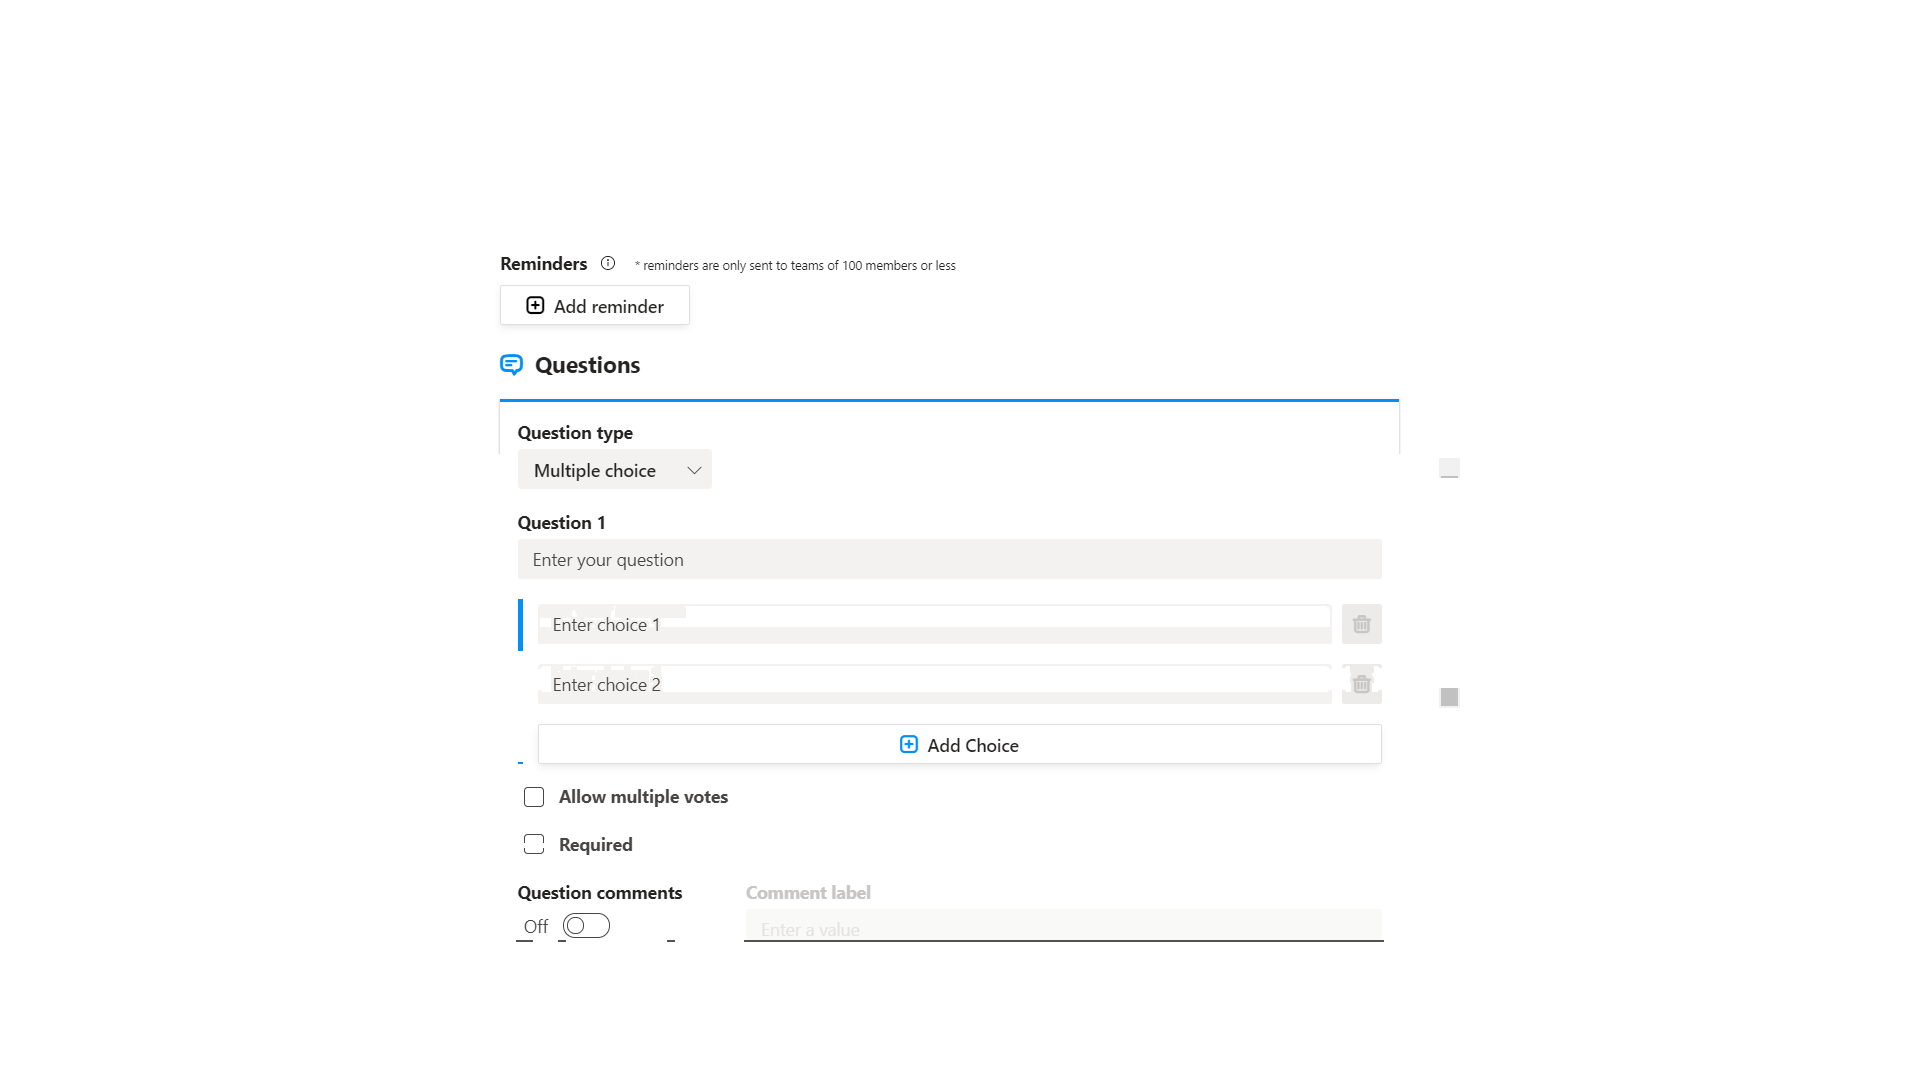 Reminders * reminders are only sent to teams of 100 members or less
Add reminder
Questions
Question type
Multiple choice
Question 1
Enter your question
Enter choice 1
Enter choice 2
Add Choice
Allow multiple votes
Required
Question comments Comment label
Off Enter a value